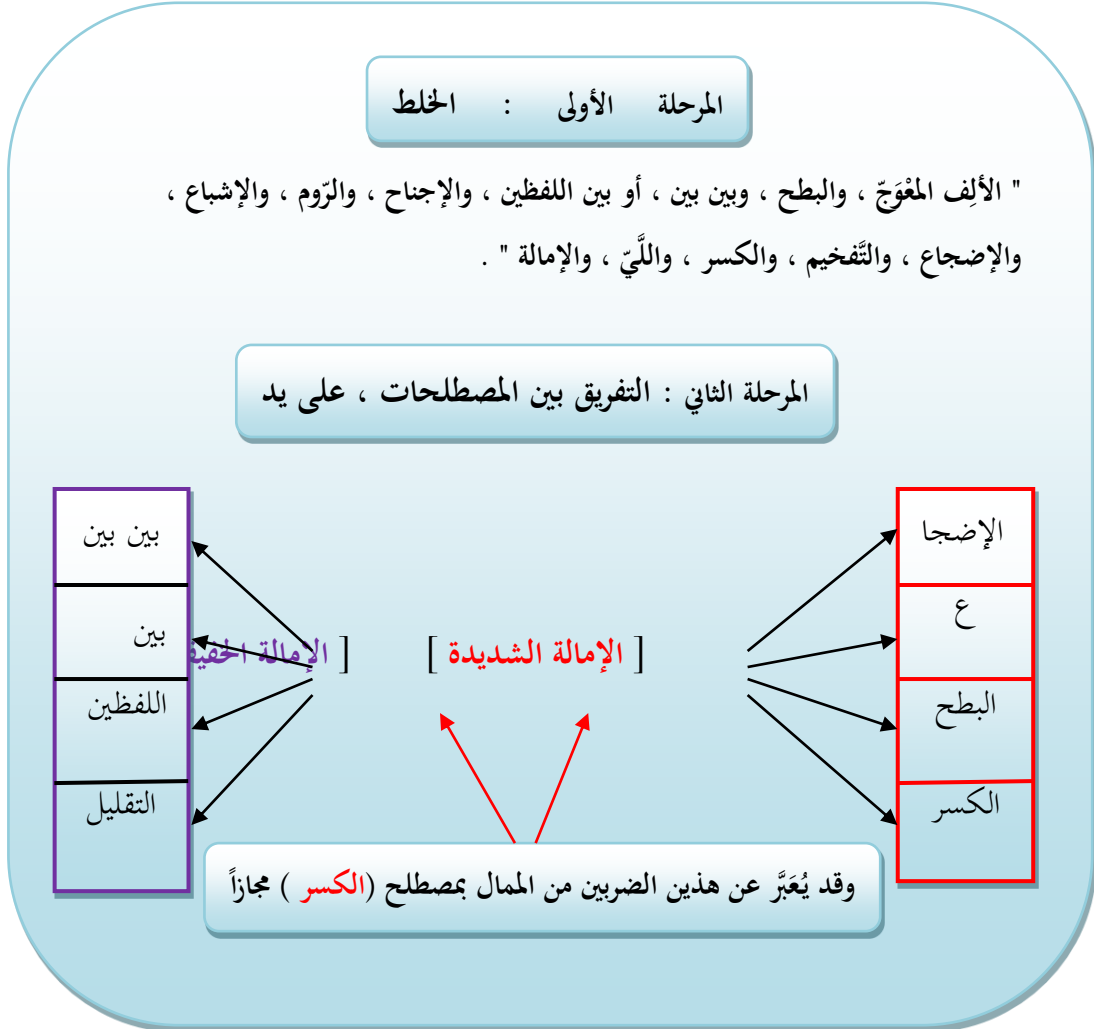 المرحلة الأولى : الخلط
" الألِف المعْوَجّ ، والبطح ، وبين بين ، أو بين اللفظين ، والإجناح ، والرّوم ، والإشباع ،
والإضجاع ، والتَّفخيم ، والكسر ، واللَّيّ ، والإمالة " .
المرحلة الثاني : التفريق بين المصطلحات ، على يد
الإضجا
ع
البطح
الكسر
[ الإمالة الشديدة ]
[ الإمالة الخفيف
بين بين
بين
اللفظين
التقليل
وقد يُعَبَّر عن هذين الضربين من الممال بمصطلح (الكسر ) مجازاً